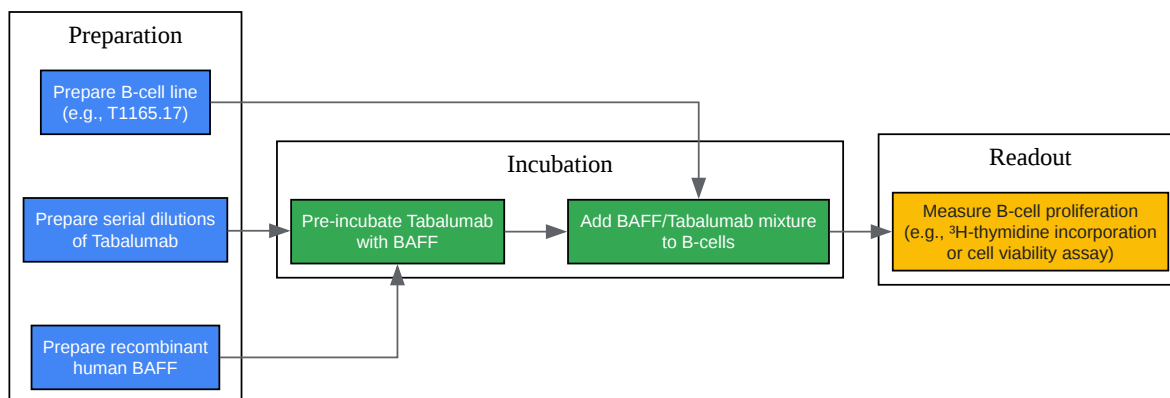 Preparation
Prepare B-cell line
(e.g., T1165.17)
Prepare serial dilutions
of Tabalumab
Prepare recombinant
human BAFF
Incubation
Pre-incubate Tabalumab
with BAFF
Add BAFF/Tabalumab mixture
to B-cells
Readout
Measure B-cell proliferation
(e.g., ³H-thymidine incorporation
or cell viability assay)